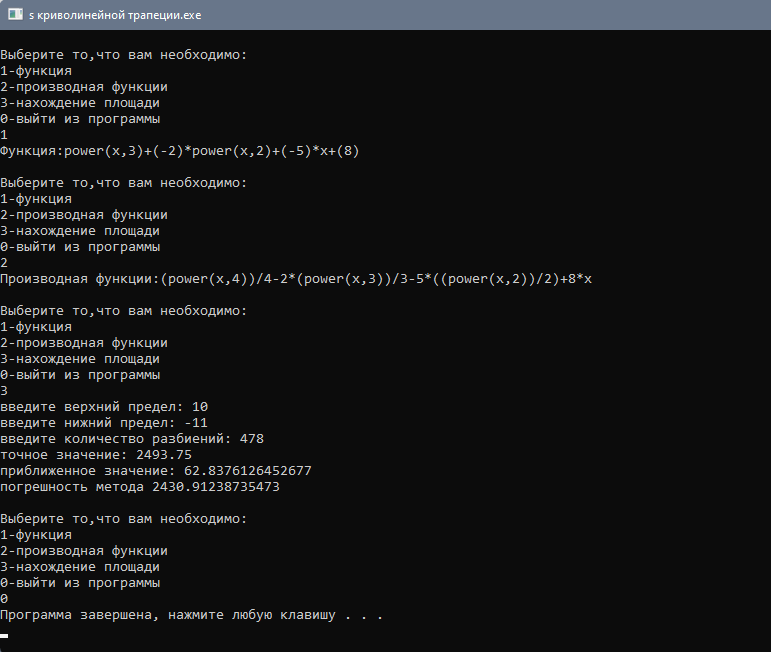 s криволинейной трапеции.exe
Выберите то,что вам необходимо:
1-функция
2-производная функции
3-нахождение площади
0-выйти из программы
1
Функция:power(x,3)+(-2)*power(x,2)+(-5)*x+(8)
Выберите то,что вам необходимо:
1-функция
2-производная функции
3-нахождение площади
0-выйти из программы
2
Производная функции:(power(x,4))/4-2*(power(x,3))/3-5*((power(x,2))/2)+8*x
Выберите то,что вам необходимо:
1-функция
2-производная функции
3-нахождение площади
0-выйти из программы
3
введите верхний предел: 10
введите нижний предел: -11
введите количество разбиений: 478
точное значение: 2493.75
приближенное значение: 62.8376126452677
погрешность метода 2430.91238735473
Выберите то,что вам необходимо:
1-функция
2-производная функции
3-нахождение площади
0-выйти из программы
0
Программа завершена, нажмите любую клавишу . . .